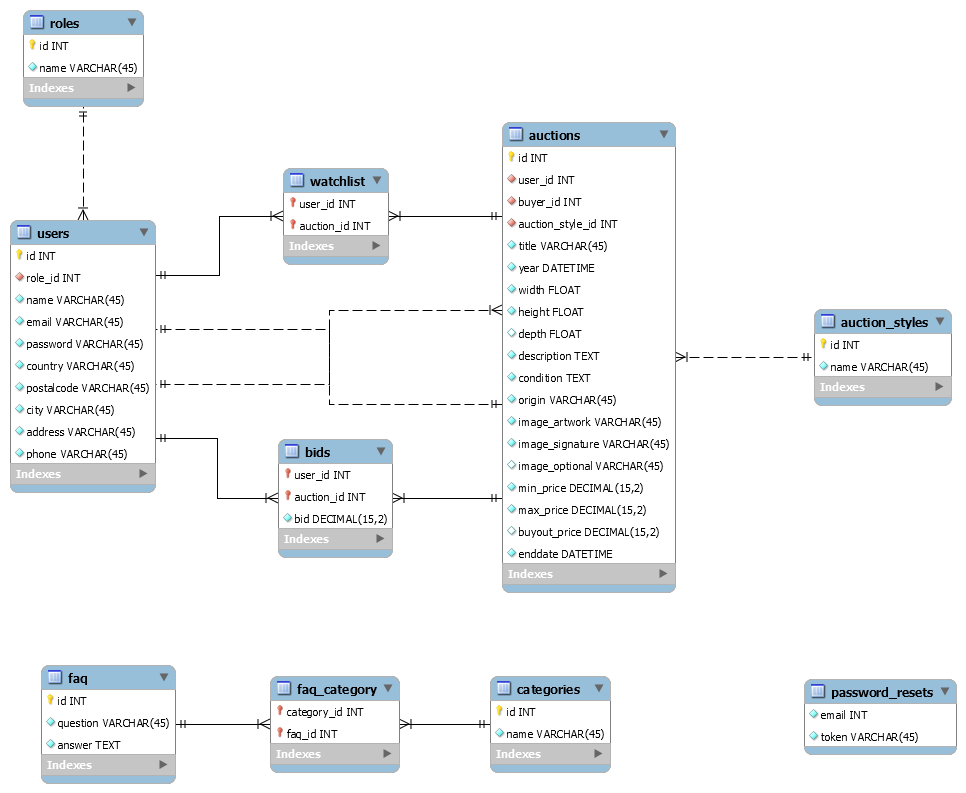 roles
id INT
name VARCHAR(45)
Indexes
users
id INT
role_id INT
name VARCHAR(45)
email VARCHAR(45)
password VARCHAR(45)
country VARCHAR(45)
postalcode VARCHAR(45)
city VARCHAR(45)
address VARCHAR(45)
phone VARCHAR(45)
Indexes
watchlist
user_id INT
auction_id INT
Indexes
bids
user_id INT
auction_id INT
bid DECIMAL(15,2)
Indexes
auctions
id INT
user_id INT
buyer_id INT
auction_style_id INT
title VARCHAR(45)
year DATETIME
width FLOAT
height FLOAT
depth FLOAT
description TEXT
condition TEXT
origin VARCHAR(45)
image_artwork VARCHAR(45)
image_signature VARCHAR(45)
image_optional VARCHAR(45)
min_price DECIMAL(15,2)
max_price DECIMAL(15,2)
buyout_price DECIMAL(15,2)
enddate DATETIME
Indexes
auction_styles
id INT
name VARCHAR(45)
Indexes
faq
id INT
question VARCHAR(45)
answer TEXT
Indexes
faq_category
category_id INT
faq_id INT
Indexes
categories
id INT
name VARCHAR(45)
Indexes
password_resets
email INT
token VARCHAR(45)
Indexes